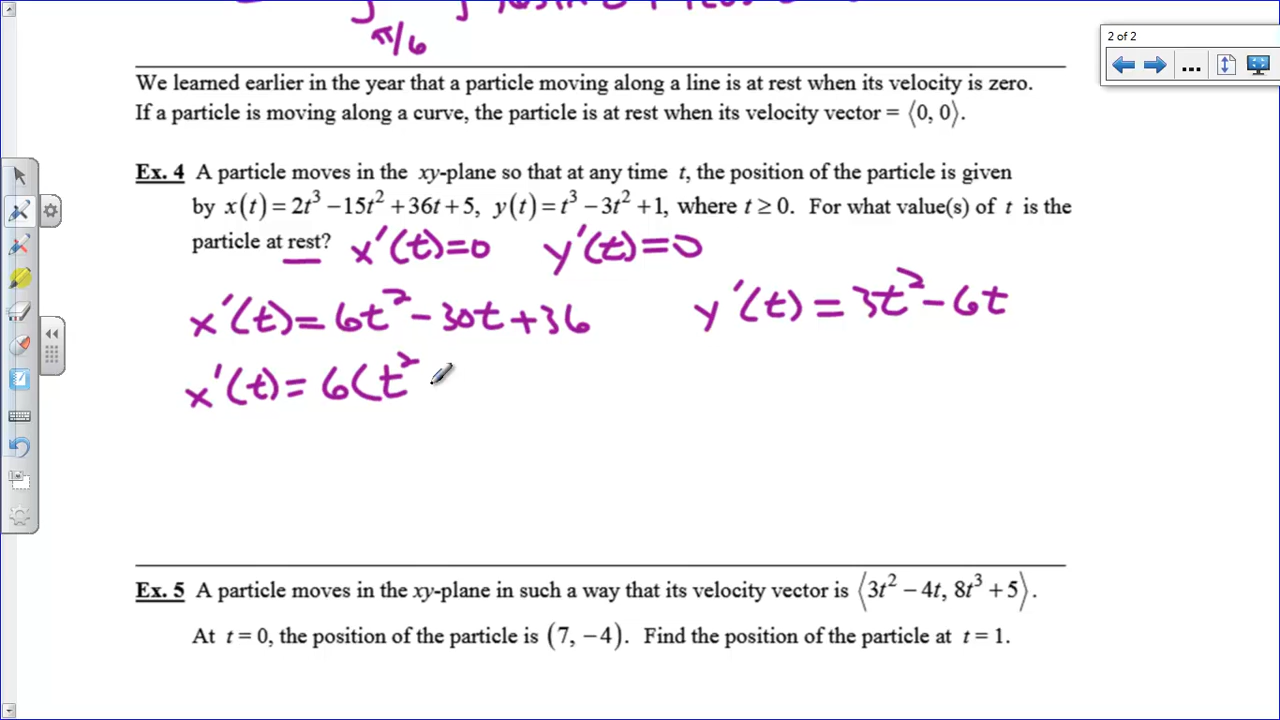 π/6
2 of 2
We learned earlier in the year that a particle moving along a line is at rest when its velocity is zero.
If a particle is moving along a curve, the particle is at rest when its velocity vector = ⟨0, 0⟩.
Ex. 4 A particle moves in the xy-plane so that at any time t, the position of the particle is given
by x(t) = 2t³ −15t² +36t + 5, y(t) = t³ − 3t² +1, where t ≥ 0. For what value(s) of t is the
particle at rest? x'(t)=0 y'(t)=0
x'(t)= 6t² − 30t + 36 y'(t) = 3t² − 6t
x'(t)= 6(t²
Ex. 5 A particle moves in the xy-plane in such a way that its velocity vector is ⟨3t² − 4t, 8t³ + 5⟩.
At t = 0, the position of the particle is (7, −4). Find the position of the particle at t = 1.